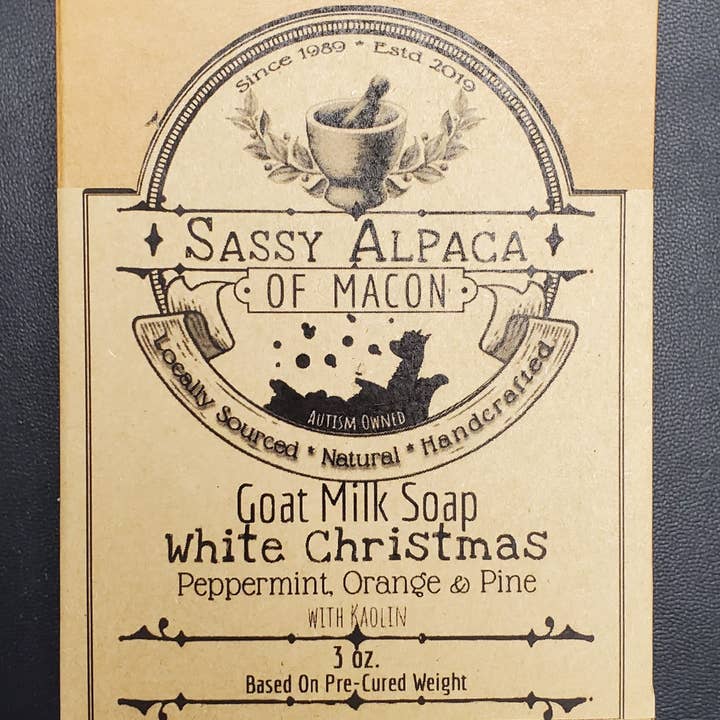 Since 1989 * Estd 2019
Sassy Alpaca
OF MACON
Autism Owned
Locally Sourced * Natural * Handcrafted
Goat Milk Soap
White Christmas
Peppermint, Orange & Pine
WITH KAOLIN
3 oz.
Based On Pre-Cured Weight